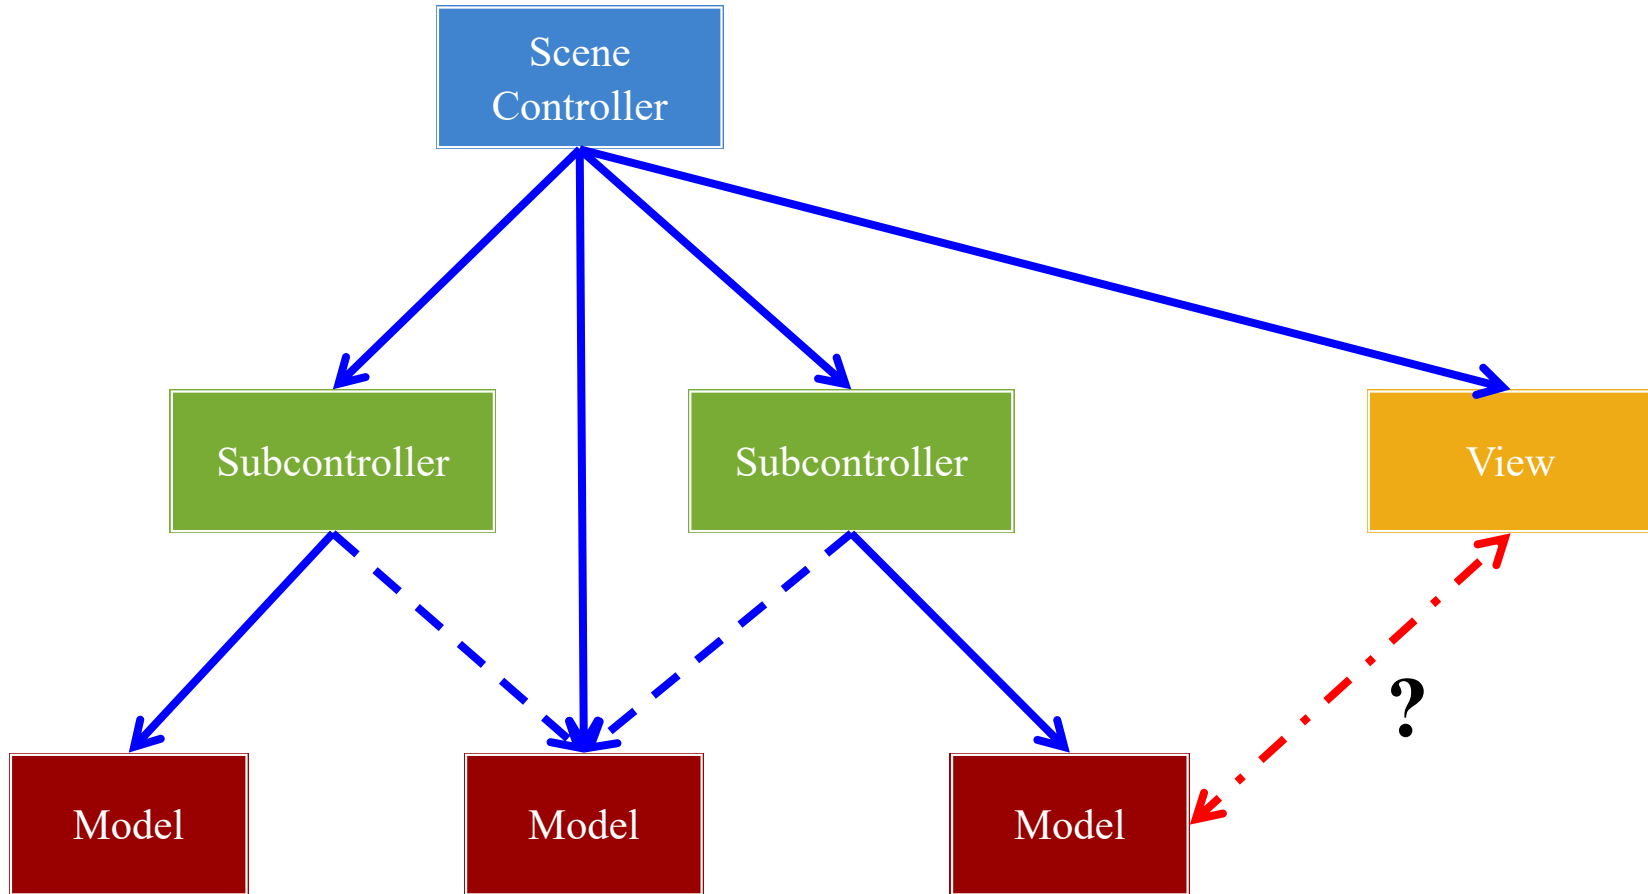 Scene
Controller
Subcontroller
Subcontroller
View
?
Model
Model
Model